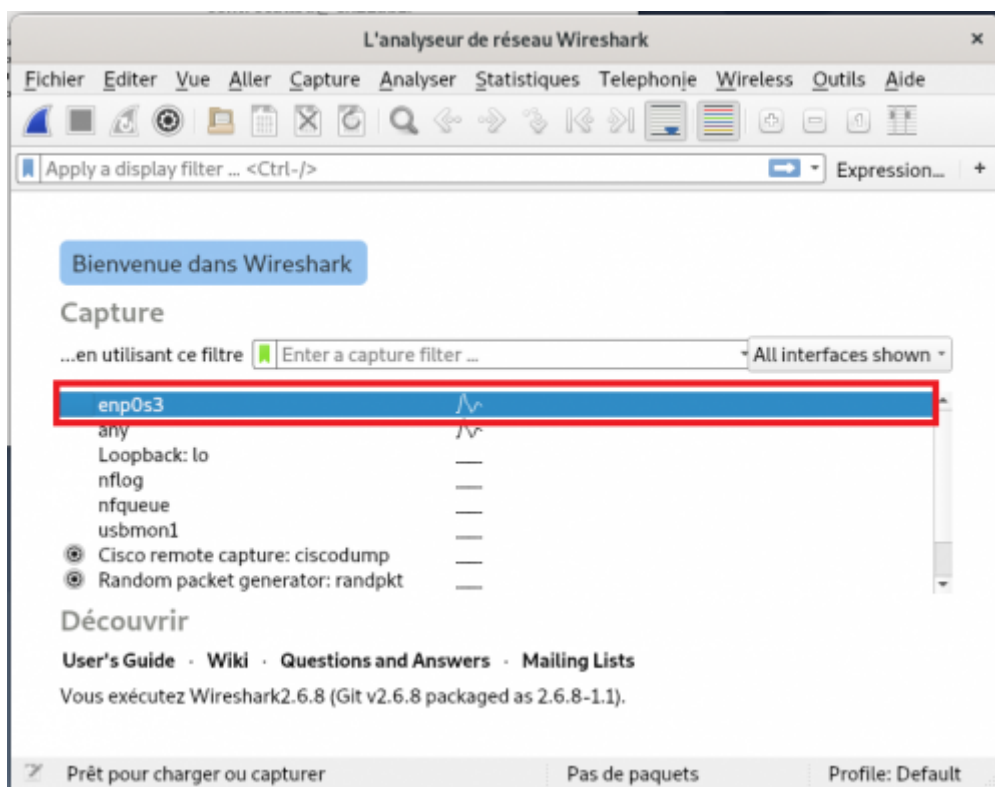 L'analyseur de réseau Wireshark
Fichier Editer Vue Aller Capture Analyser Statistiques Telephonie Wireless Outils Aide
Apply a display filter ... <Ctrl-/> Expression... +
Bienvenue dans Wireshark
Capture
...en utilisant ce filtre Enter a capture filter ... All interfaces shown
enp0s3
any
Loopback: lo
nflog
nfqueue
usbmon1
Cisco remote capture: ciscodump
Random packet generator: randpkt
Découvrir
User's Guide · Wiki · Questions and Answers · Mailing Lists
Vous exécutez Wireshark2.6.8 (Git v2.6.8 packaged as 2.6.8-1.1).
Prêt pour charger ou capturer Pas de paquets Profile: Default